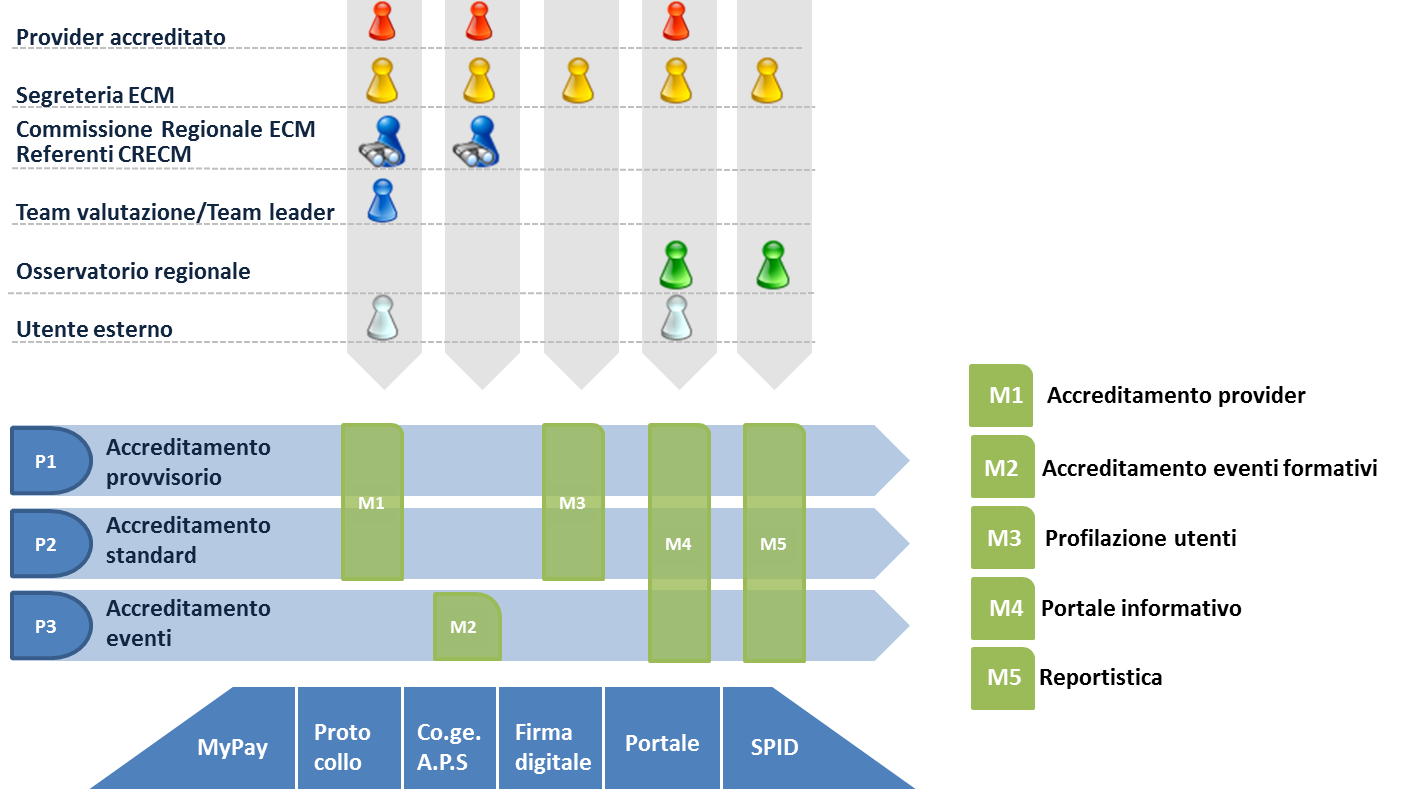 Provider accreditato
Segreteria ECM
Commissione Regionale ECM
Referenti CRECM
Team valutazione/Team leader
Osservatorio regionale
Utente esterno
P1
Accreditamento
provvisorio
P2
Accreditamento
standard
P3
Accreditamento
eventi
M1
M3
M4
M5
M2
M1 Accreditamento provider
M2 Accreditamento eventi formativi
M3 Profilazione utenti
M4 Portale informativo
M5 Reportistica
MyPay
Proto
collo
Co.ge.
A.P.S
Firma
digitale
Portale
SPID